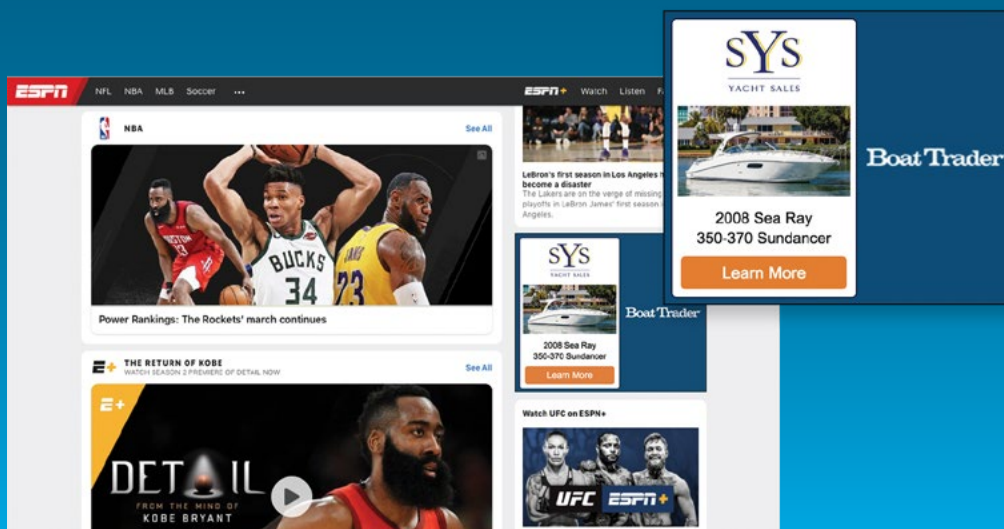 ESPN
NFL NBA MLB Soccer •••
ESPN+ Watch Listen
NBA
See All
BUCKS
34
23
Power Rankings: The Rockets' march continues
E+
THE RETURN OF KOBE
WATCH SEASON 2 PREMIERE OF DETAIL NOW
See All
E+
DETAIL
FROM THE MIND OF
KOBE BRYANT
LeBron's first season in Los Angeles
become a disaster
The Lakers are on the verge of missing
playoffs in LeBron James' first season
Angeles.
SYS
YACHT SALES
2008 Sea Ray
350-370 Sundancer
Learn More
Boat Trader
Watch UFC on ESPN+
UFC ESPN+
SYS
YACHT SALES
2008 Sea Ray
350-370 Sundancer
Learn More
Boat Trader